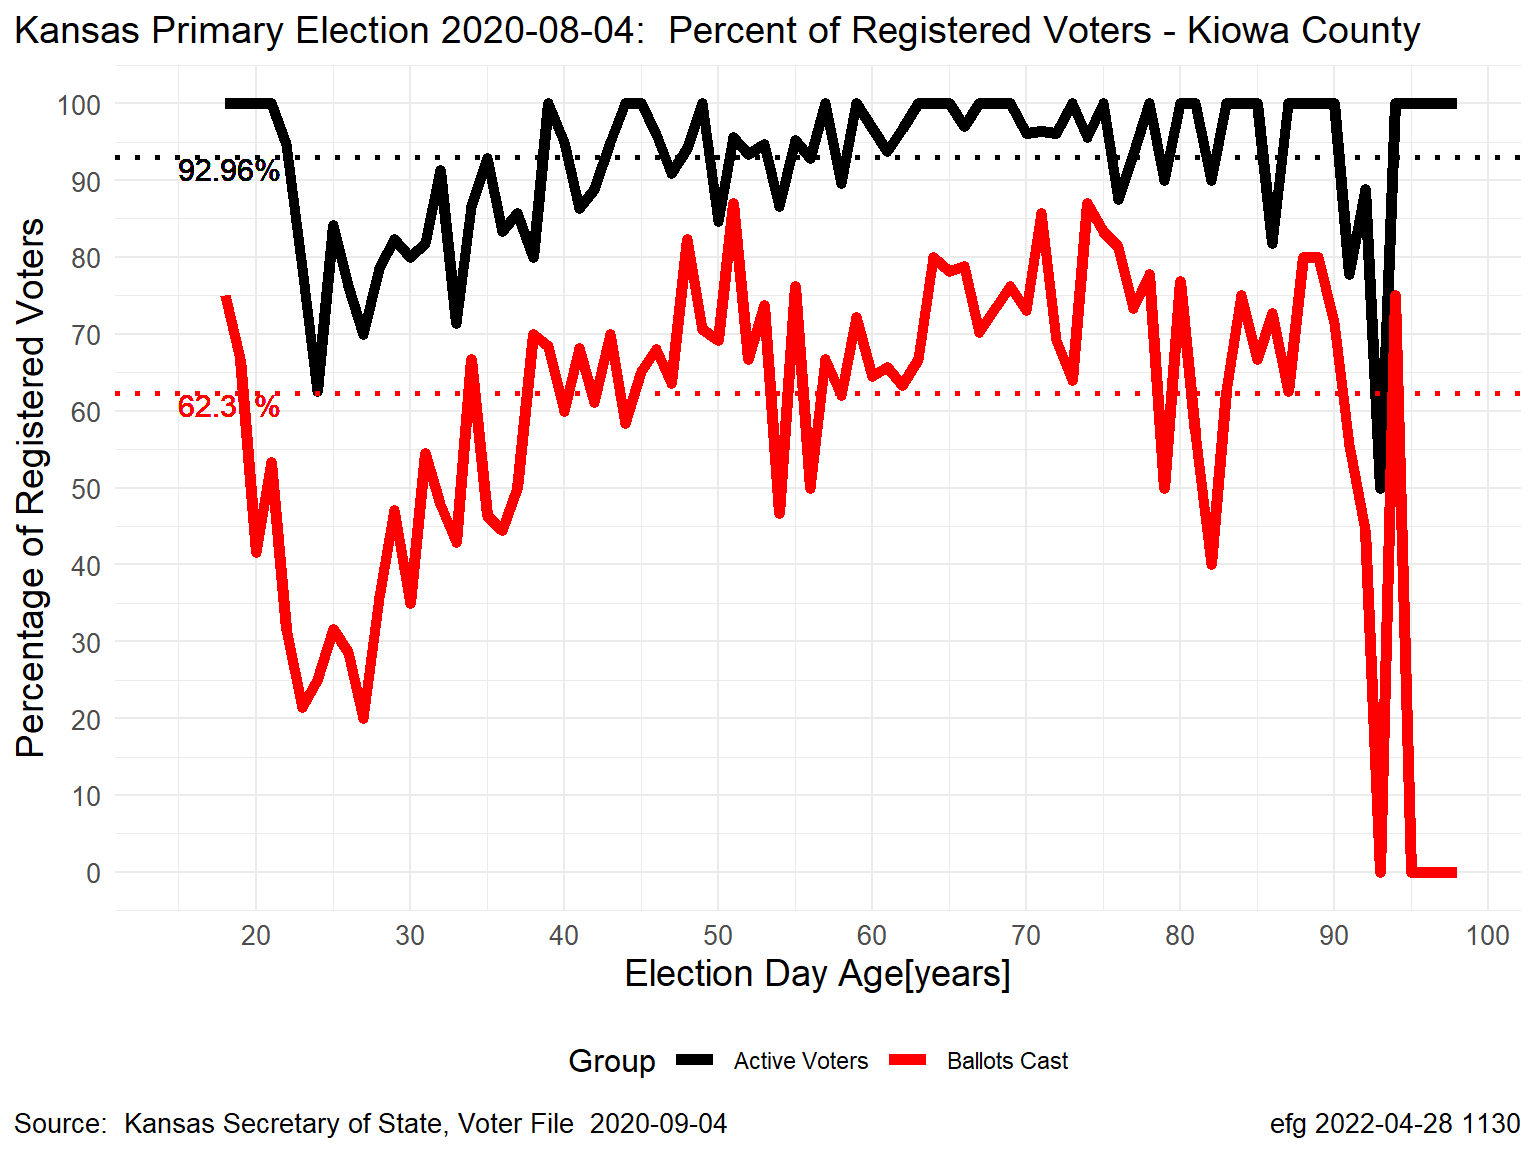 Kansas Primary Election 2020-08-04:  Percent of Registered Voters - Kiowa County
Percentage of Registered Voters
100
90
80
70
60
50
40
30
20
10
0
92.96%
20 30 40 50 60 70 80 90 100
Election Day Age[years]
Group Active Voters Ballots Cast
Source:  Kansas Secretary of State, Voter File  2020-09-04
efg 2022-04-28 1130